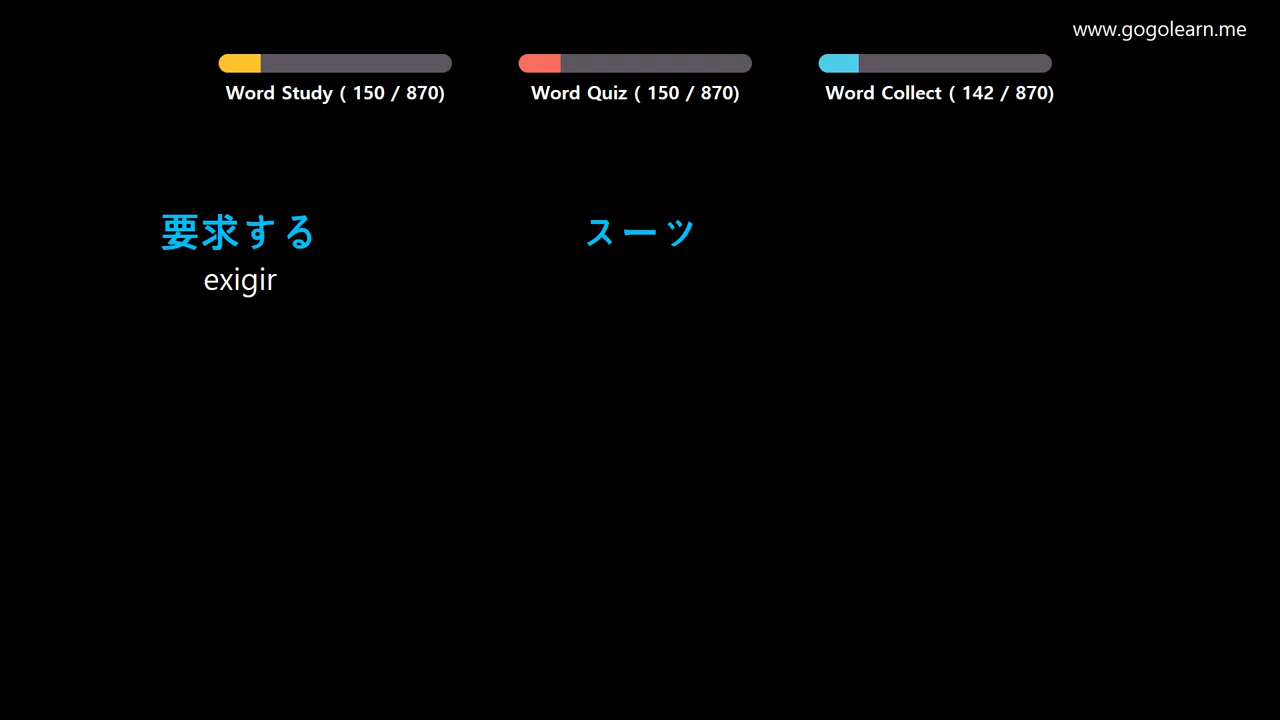 www.gogolearn.me
Word Study ( 150 / 870)
Word Quiz ( 150 / 870)
Word Collect ( 142 / 870)
要求する
exigir
スーツ